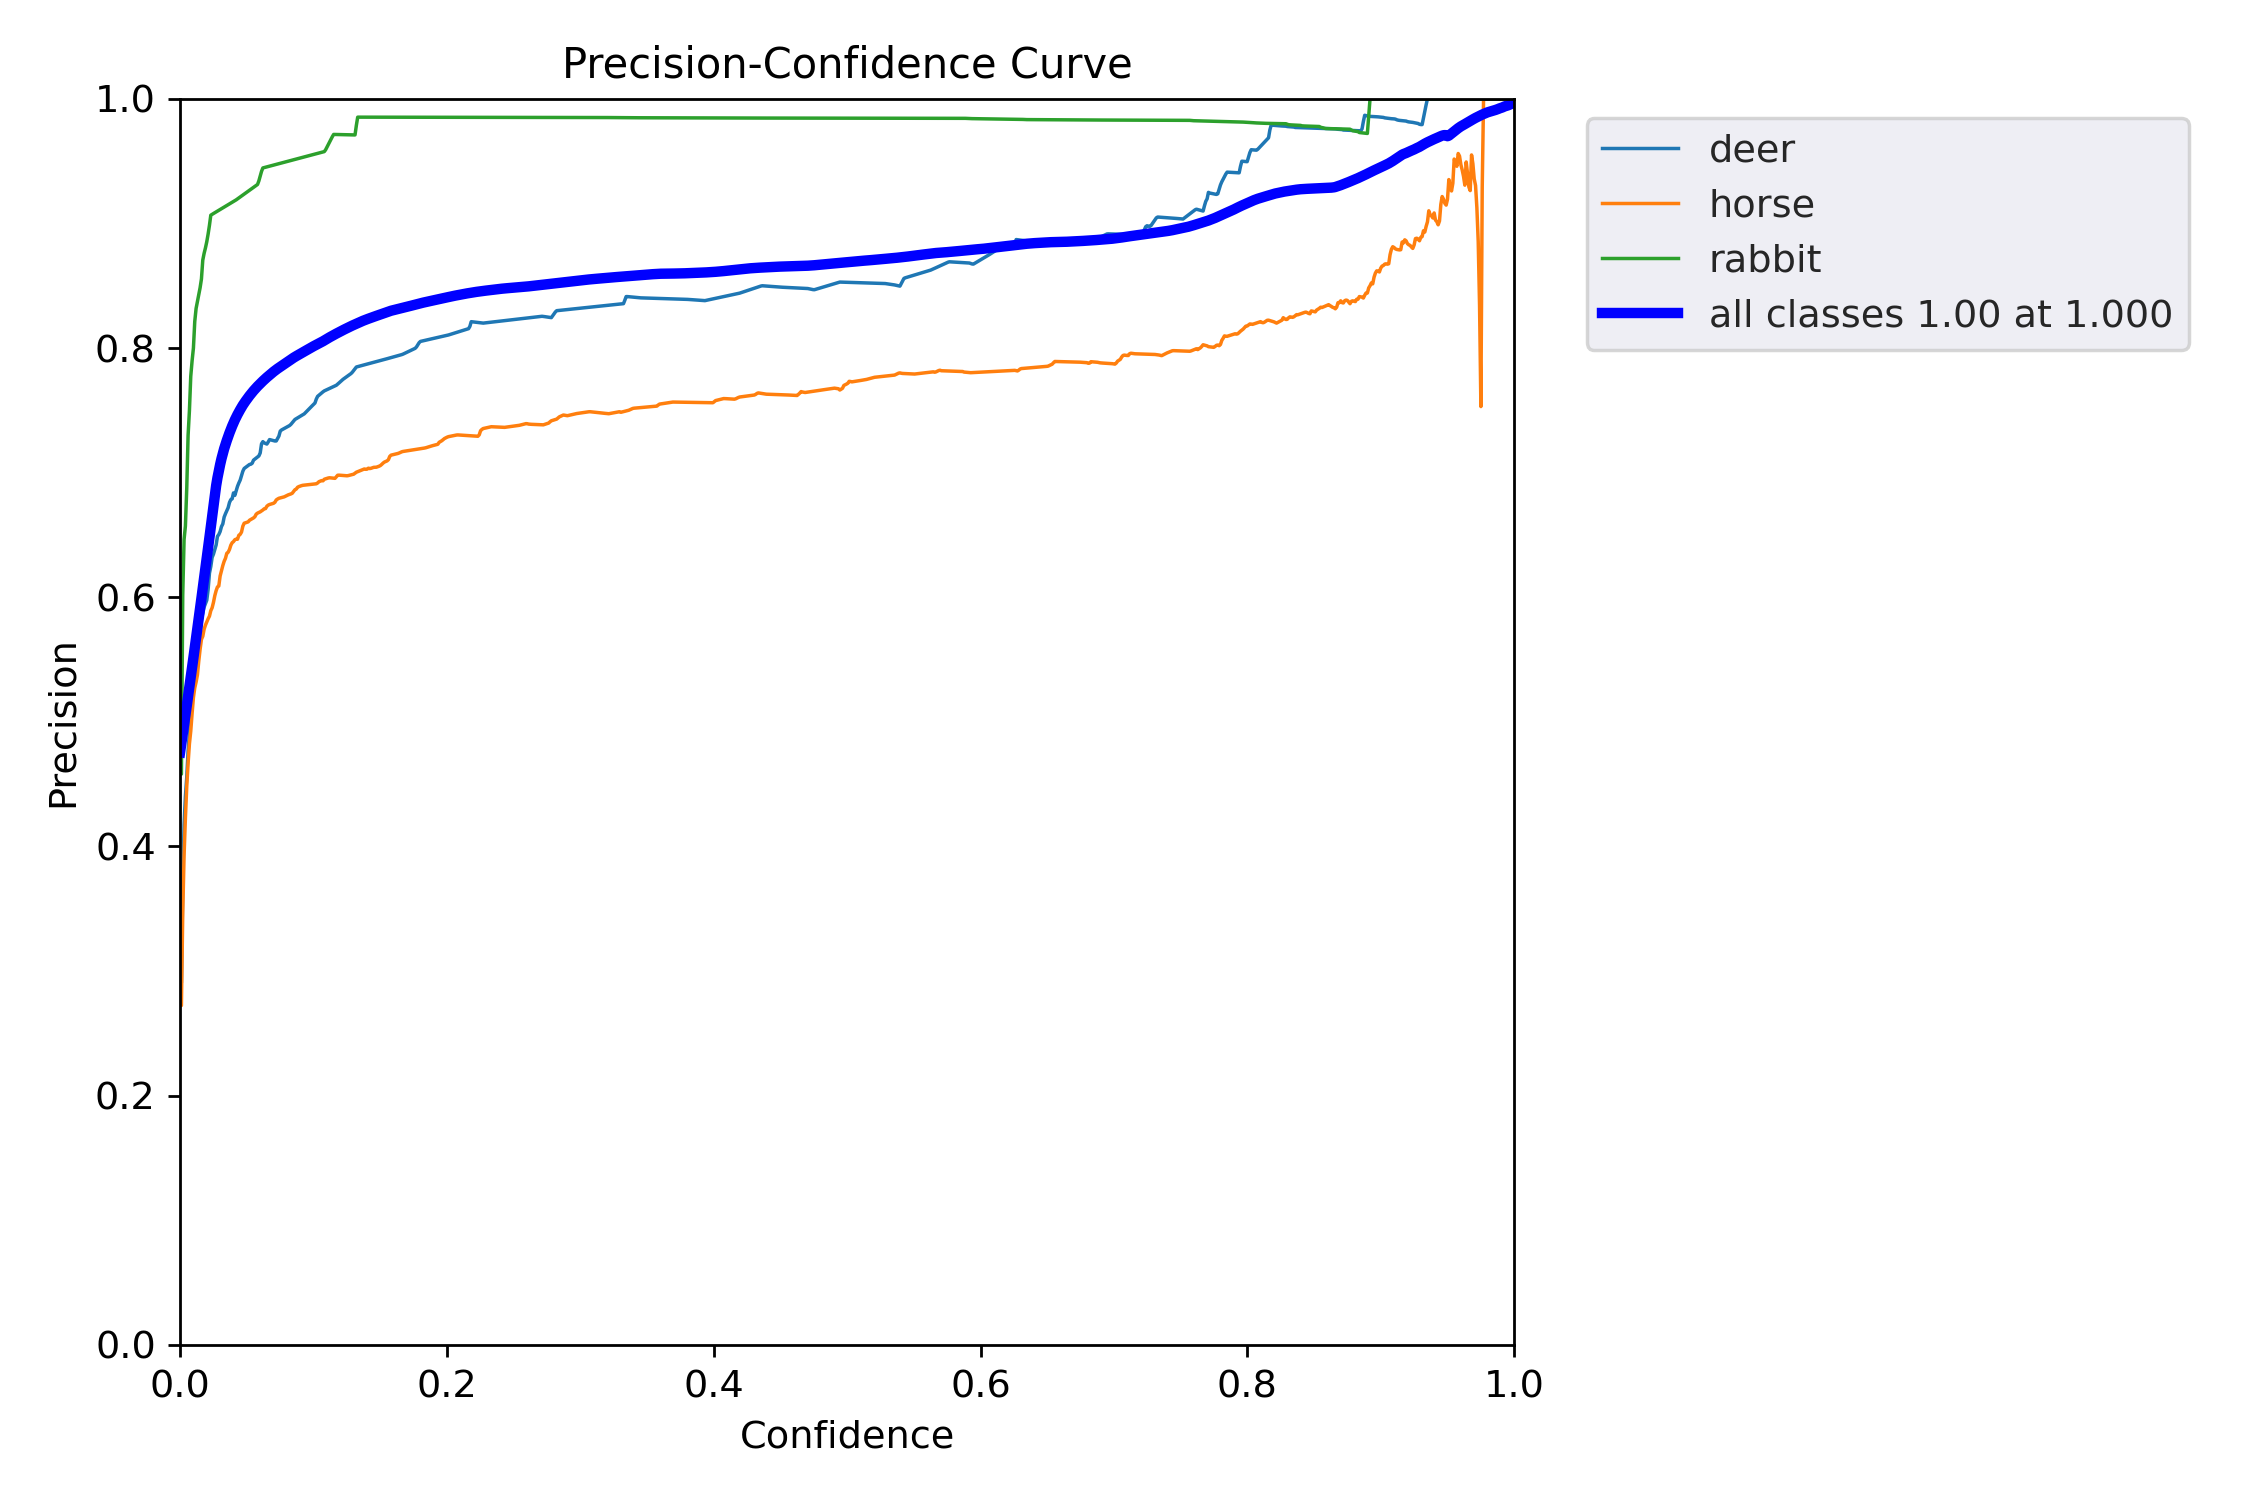 Precision-Confidence Curve
1.0
0.8
0.6
0.4
0.2
0.0
Precision
0.0 0.2 0.4 0.6 0.8 1.0
Confidence
deer
horse
rabbit
all classes 1.00 at 1.000